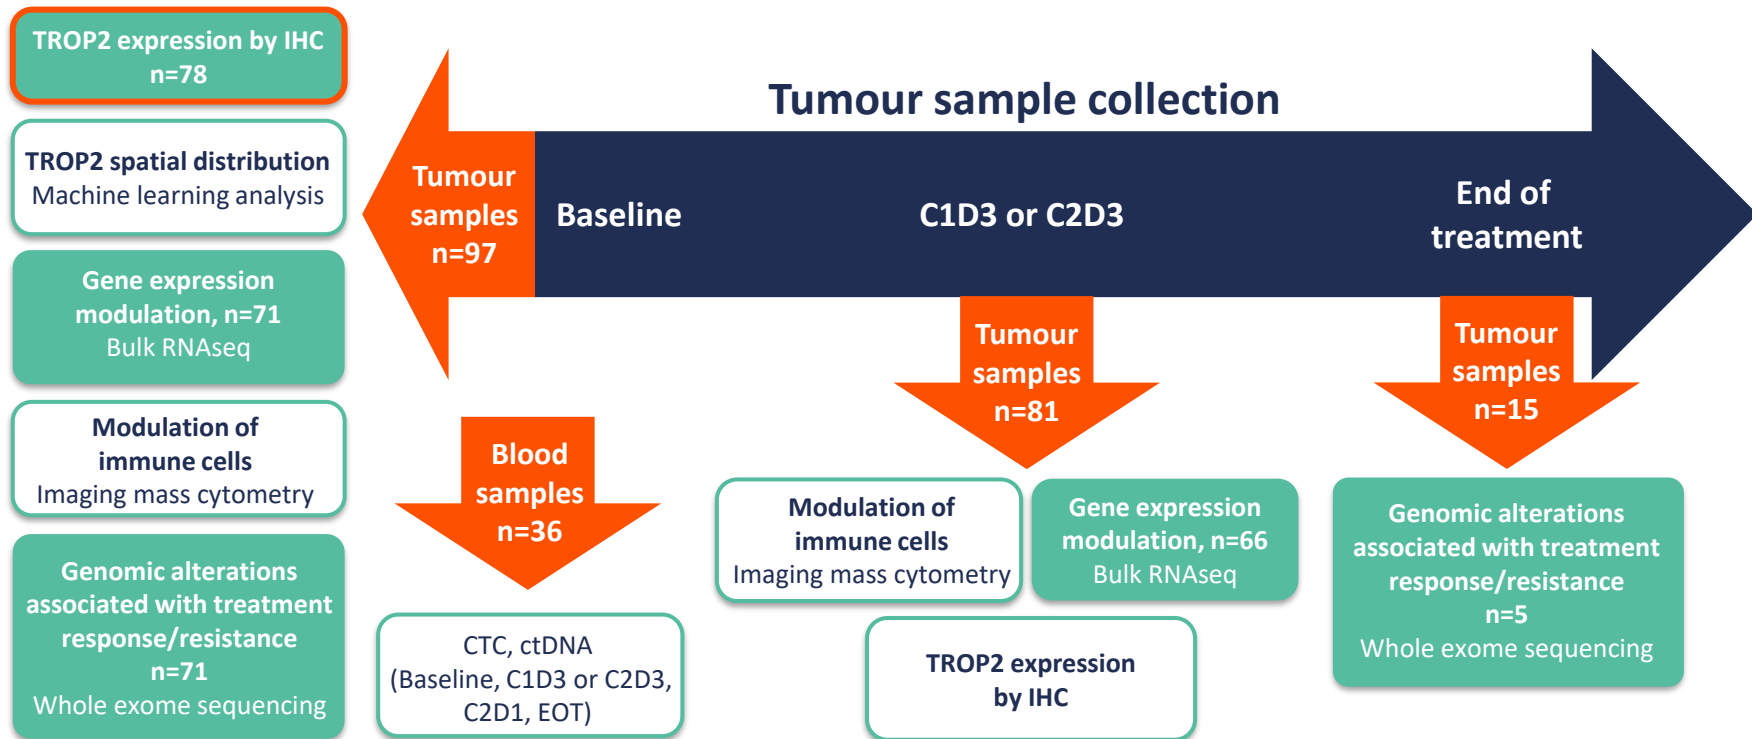 TROP2 expression by IHC
n=78
TROP2 spatial distribution
Machine learning analysis
Gene expression
modulation, n=71
Bulk RNAseq
Modulation of
immune cells
Imaging mass cytometry
Genomic alterations
associated with treatment
response/resistance
n=71
Whole exome sequencing
Tumour sample collection
Tumour
samples
n=97
Baseline
C1D3 or C2D3
End of
treatment
Blood
samples
n=36
CTC, ctDNA
(Baseline, C1D3 or C2D3,
C2D1, EOT)
Tumour
samples
n=81
Modulation of
immune cells
Imaging mass cytometry
Gene expression
modulation, n=66
Bulk RNAseq
TROP2 expression
by IHC
Tumour
samples
n=15
Genomic alterations
associated with treatment
response/resistance
n=5
Whole exome sequencing